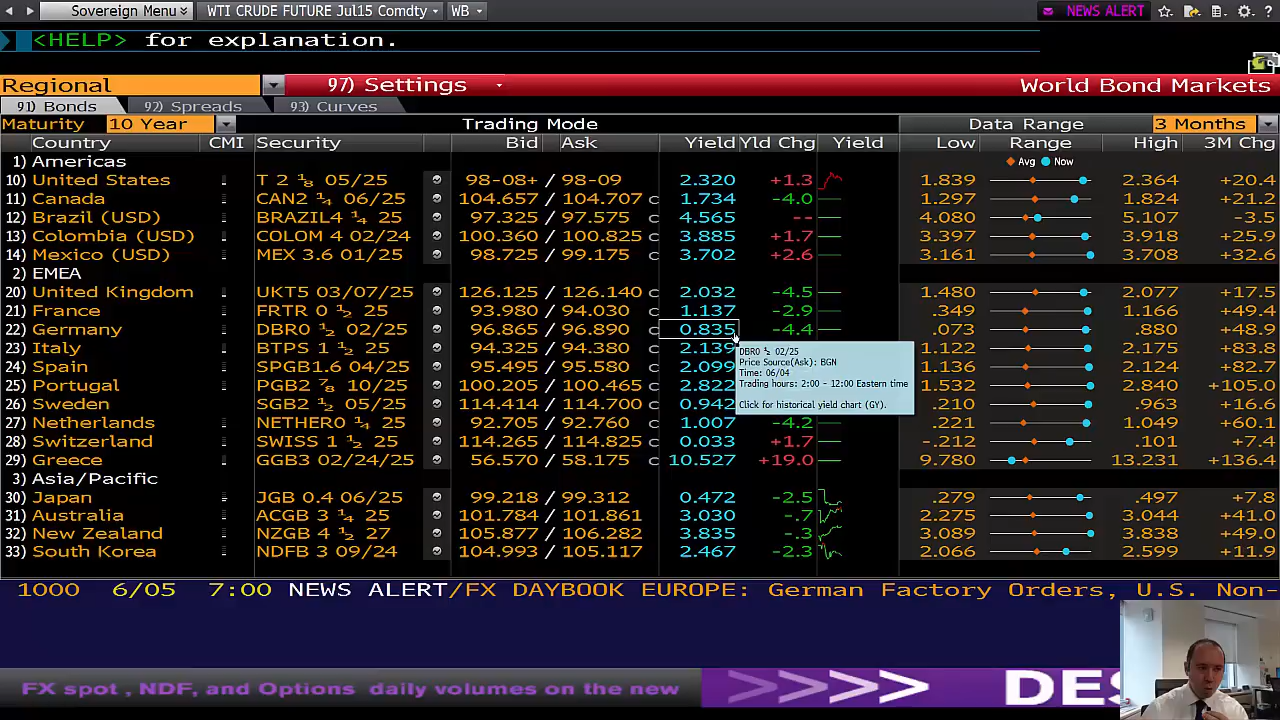 Sovereign Menu WTI CRUDE FUTURE Jul15 Comdty WB NEWS ALERT ?
<HELP> for explanation.
Regional 97) Settings World Bond Markets
91) Bonds 92) Spreads 93) Curves
Maturity 10 Year Trading Mode Data Range 3 Months
Country CMI Security Bid Ask Yield Yld Chg Yield Low Range High 3M Chg
1) Americas Avg Now
10) United States T 2 ⅛ 05/25 98-08+ / 98-09 2.320 +1.3 1.839 2.364 +20.4
11) Canada CAN2 ¼ 06/25 104.657 / 104.707 c 1.734 -4.0 1.297 1.824 +21.2
12) Brazil (USD) BRAZIL4 ¼ 25 97.325 / 97.575 c 4.565 -- 4.080 5.107 -3.5
13) Colombia (USD) COLOM 4 02/24 100.360 / 100.825 c 3.885 +1.7 3.397 3.918 +25.9
14) Mexico (USD) MEX 3.6 01/25 98.725 / 99.175 c 3.702 +2.6 3.161 3.708 +32.6
2) EMEA
20) United Kingdom UKT5 03/07/25 126.125 / 126.140 c 2.032 -4.5 1.480 2.077 +17.5
21) France FRTR 0 ½ 25 93.980 / 94.030 c 1.137 -2.9 .349 1.166 +49.4
22) Germany DBR0 ½ 02/25 96.865 / 96.890 c 0.835 -4.4 .073 .880 +48.9
23) Italy BTPS 1 ½ 25 94.325 / 94.380 c 2.139 1.122 2.175 +83.8
DBR0 ½ 02/25
Price Source(Ask): BGN
Time: 06/04
Trading hours: 2:00 - 12:00 Eastern time
Click for historical yield chart (GY).
24) Spain SPGB1.6 04/25 95.495 / 95.580 c 2.099 1.046 2.124 +82.7
25) Portugal PGB2 ⅞ 10/25 100.205 / 100.465 c 2.822 1.532 2.840 +105.0
26) Sweden SGB2 ½ 05/25 114.414 / 114.511 c 0.942 .210 .963 +16.6
27) Netherlands NETHER0 ¼ 25 92.705 / 92.760 c 1.007 -4.2 .221 1.049 +60.1
28) Switzerland SWISS 1 ½ 25 114.265 / 114.825 c 0.033 +1.7 -.212 .101 +7.4
29) Greece GGB3 02/24/25 56.570 / 58.175 c 10.527 +19.0 9.780 13.231 +136.4
3) Asia/Pacific
30) Japan JGB 0.4 06/25 99.218 / 99.312 0.472 -2.5 .279 .497 +7.8
31) Australia ACGB 3 ¼ 25 101.784 / 101.861 3.030 -.7 2.275 3.044 +41.0
32) New Zealand NZGB 4 ½ 27 105.877 / 106.282 3.835 -.3 3.089 3.838 +49.0
33) South Korea NDFB 3 09/24 104.993 / 105.117 2.467 -2.3 2.066 2.599 +11.9
1000 6/05 7:00 NEWS ALERT/FX DAYBOOK EUROPE: German Factory Orders, U.S. Non-
FX spot , NDF, and Options daily volumes on the new DES